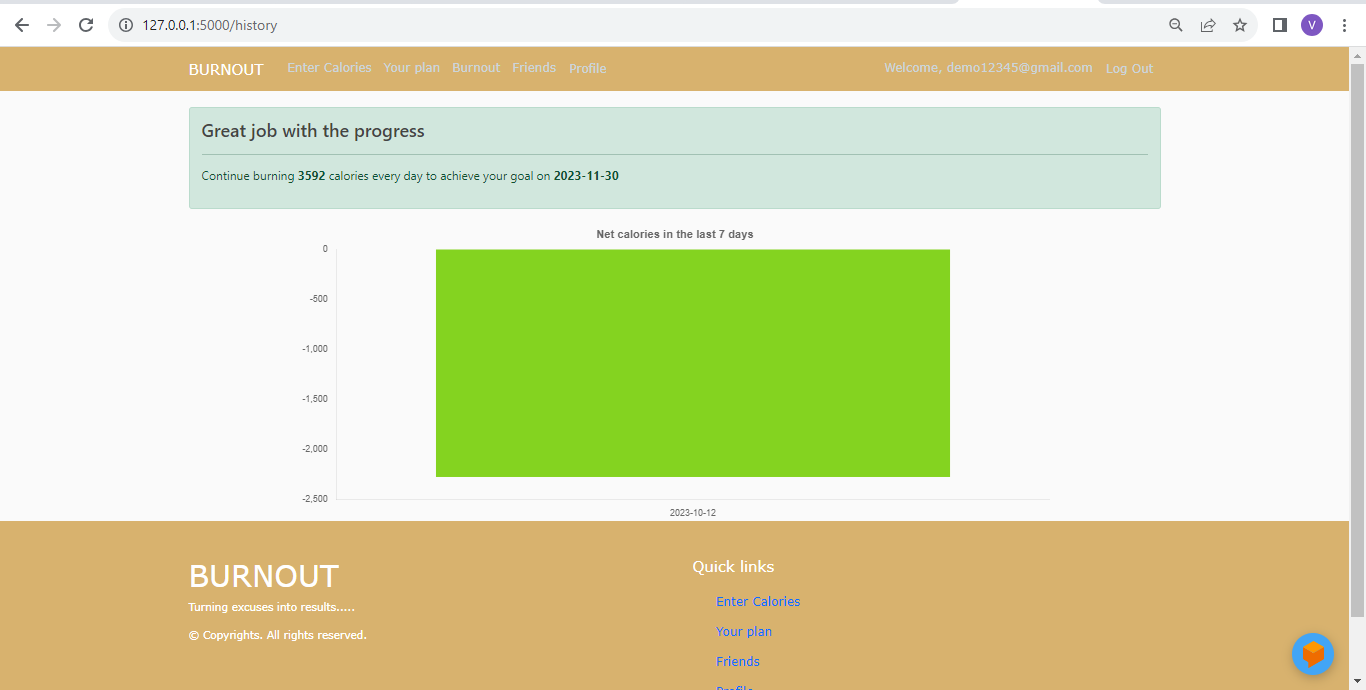 127.0.0.1:5000/history
V
BURNOUT Enter Calories Your plan Burnout Friends Profile Welcome, demo12345@gmail.com Log Out
Great job with the progress
Continue burning 3592 calories every day to achieve your goal on 2023-11-30
Net calories in the last 7 days
0
-500
-1,000
-1,500
-2,000
-2,500
2023-10-12
BURNOUT
Turning excuses into results.....
© Copyrights. All rights reserved.
Quick links
Enter Calories
Your plan
Friends